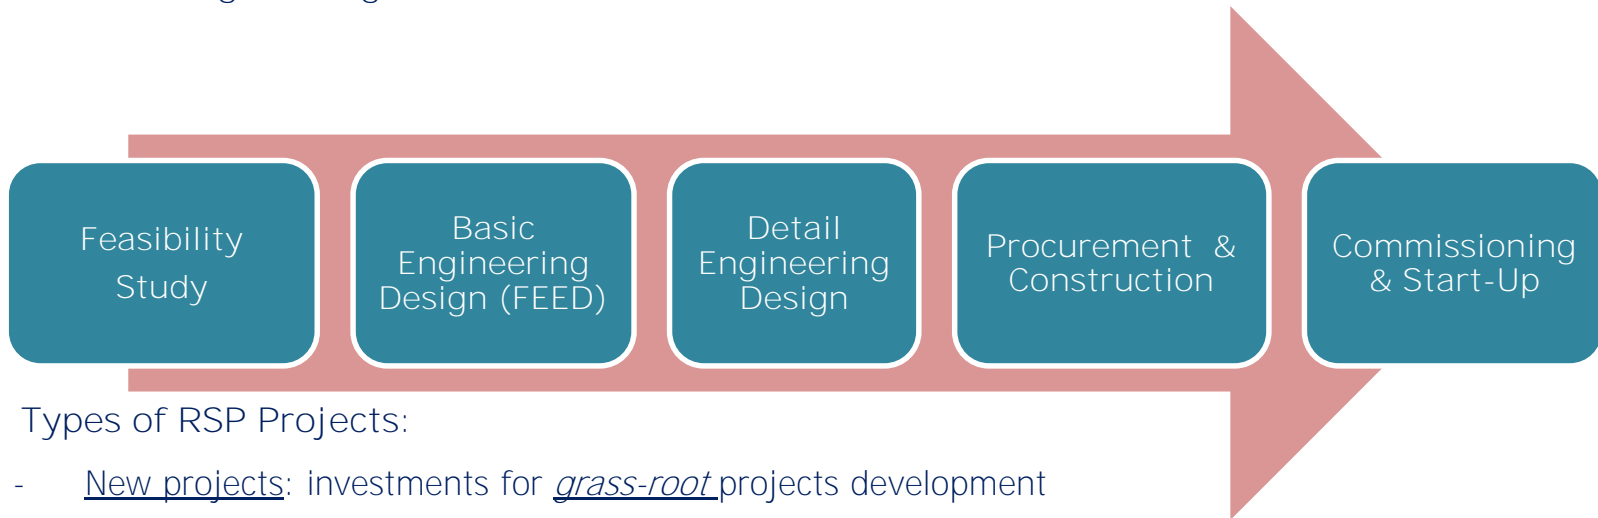 Feasibility
Study
Basic
Engineering
Design (FEED)
Detail
Engineering
Design
Procurement & 
Construction
Commissioning
& Start-Up
Types of RSP Projects:
- New projects: investments for grass-root projects development